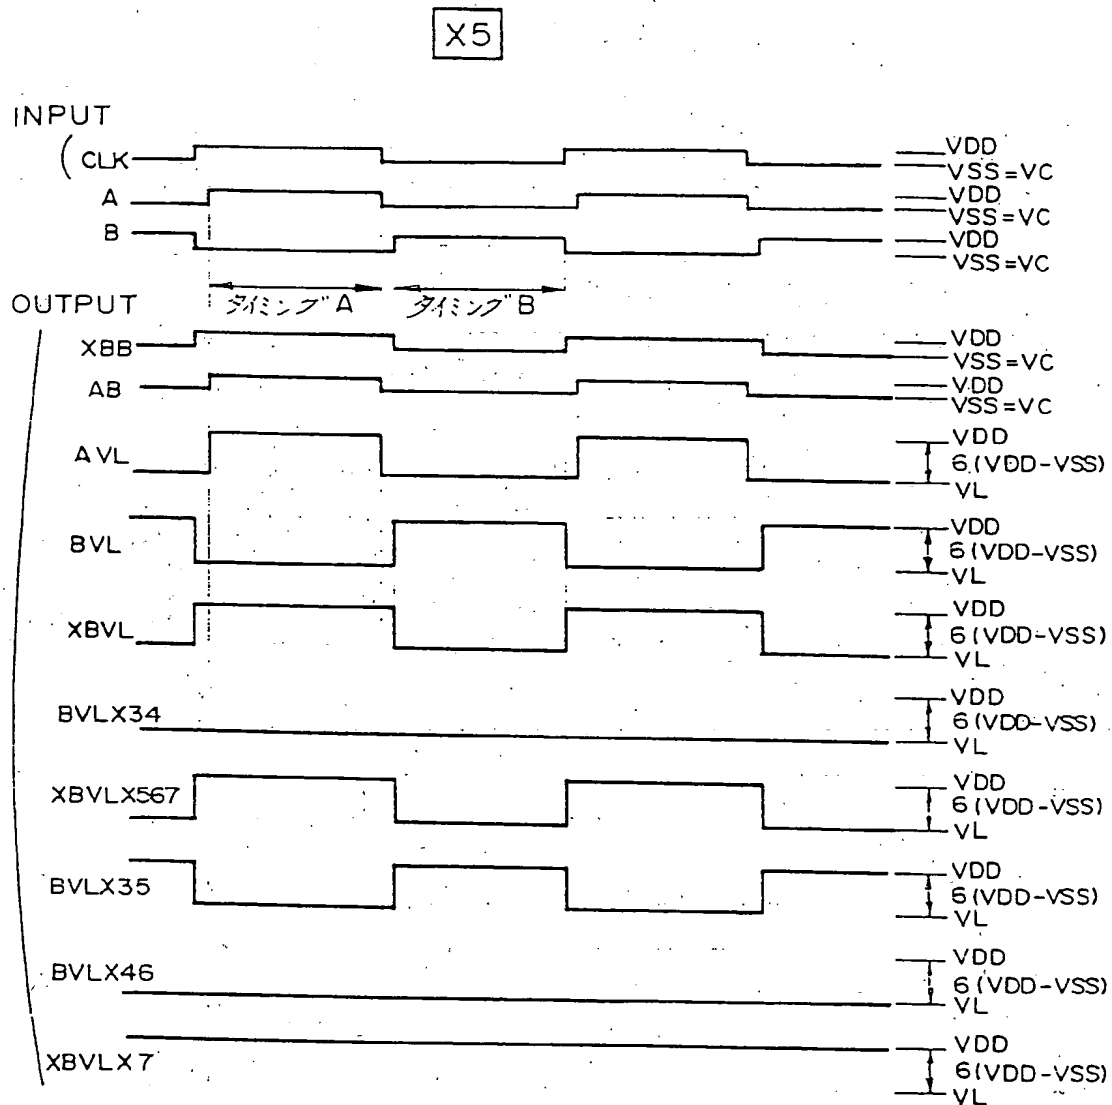 X5
INPUT
CLK
VDD
VSS=VC
A
VDD
VSS=VC
B
VDD
VSS=VC
タイミングA
タイミングB
OUTPUT
XBB
VDD
VSS=VC
AB
VDD
VSS=VC
AVL
VDD
6(VDD-VSS)
VL
BVL
VDD
6(VDD-VSS)
VL
XBVL
VDD
6(VDD-VSS)
VL
BVLX34
VDD
6(VDD-VSS)
VL
XBVLX567
VDD
6(VDD-VSS)
VL
BVLX35
VDD
6(VDD-VSS)
VL
BVLX46
VDD
6(VDD-VSS)
VL
XBVLX7
VDD
6(VDD-VSS)
VL